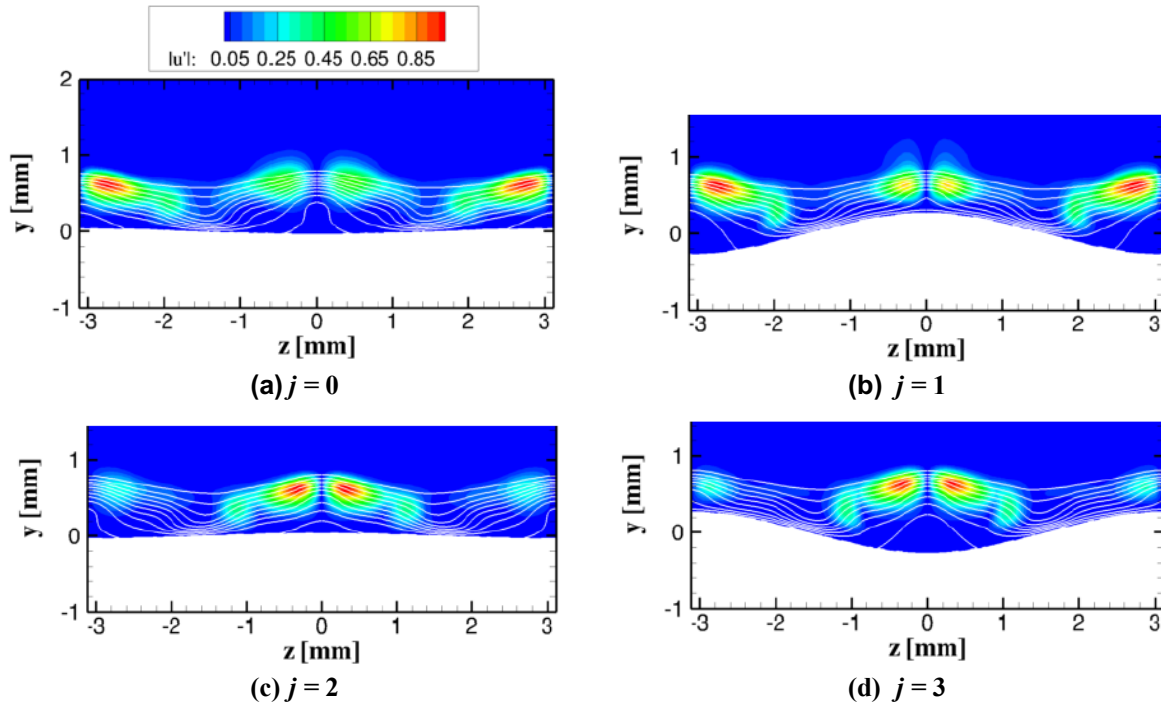 |u'|: 0.05 0.25 0.45 0.65 0.85
2
1
0
-1
y [mm]
-3 -2 -1 0 1 2 3
z [mm]
(a) j = 0
1
0
-1
y [mm]
-3 -2 -1 0 1 2 3
z [mm]
(b) j = 1
1
0
-1
y [mm]
-3 -2 -1 0 1 2 3
z [mm]
(c) j = 2
1
0
-1
y [mm]
-3 -2 -1 0 1 2 3
z [mm]
(d) j = 3